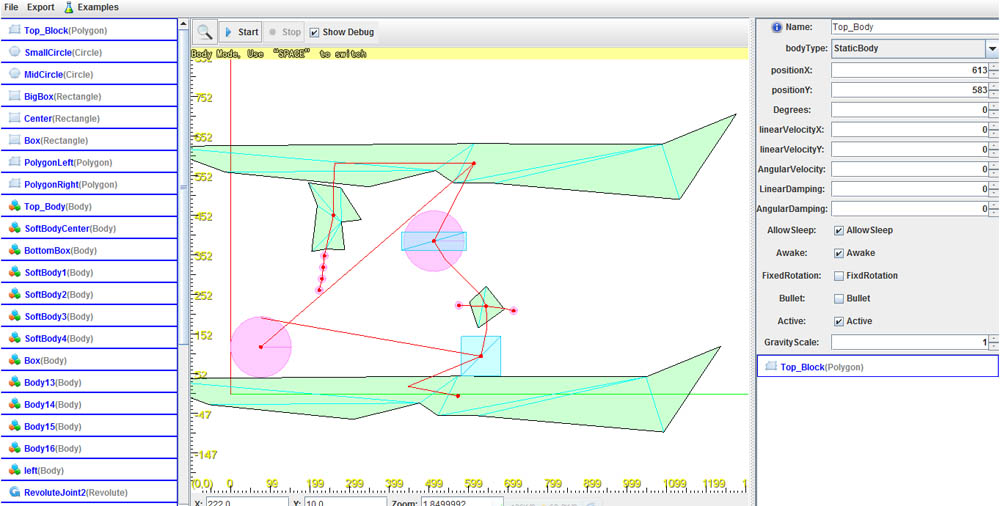 File Export Examples
Top_Block(Polygon)
SmallCircle(Circle)
MidCircle(Circle)
BigBox(Rectangle)
Center(Rectangle)
Box(Rectangle)
PolygonLeft(Polygon)
PolygonRight(Polygon)
Top_Body(Body)
SoftBodyCenter(Body)
BottomBox(Body)
SoftBody1(Body)
SoftBody2(Body)
SoftBody3(Body)
SoftBody4(Body)
Box(Body)
Body13(Body)
Body14(Body)
Body15(Body)
Body16(Body)
left(Body)
RevoluteJoint2(Revolute)
Start Stop Show Debug
Body Mode, Use "SPACE" to switch
752
652
552
452
352
252
152
52
-47
-147
(0,0) 0 99 199 299 399 499 599 699 799 899 999 1099 1199
X: 222.0 Y: 10.0 Zoom: 1.8499992
Name: Top_Body
bodyType: StaticBody
positionX: 613
positionY: 583
Degrees: 0
linearVelocityX: 0
linearVelocityY: 0
AngularVelocity: 0
LinearDamping: 0
AngularDamping: 0
AllowSleep: AllowSleep
Awake: Awake
FixedRotation: FixdRotation
Bullet: Bullet
Active: Active
GravityScale: 1
Top_Block(Polygon)